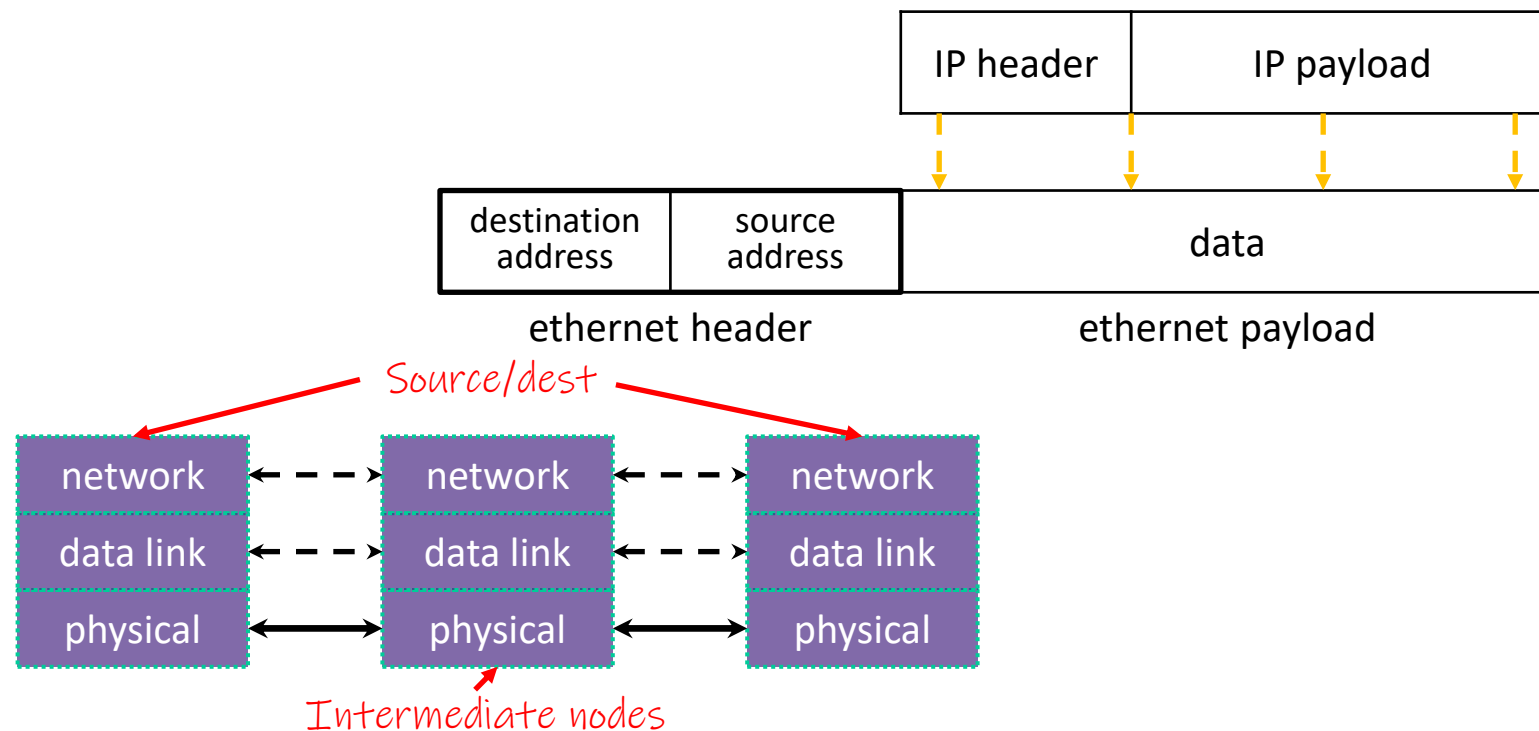 IP header IP payload
destination address source address data
ethernet header ethernet payload
Source/dest
network network network
data link data link data link
physical physical physical
Intermediate nodes